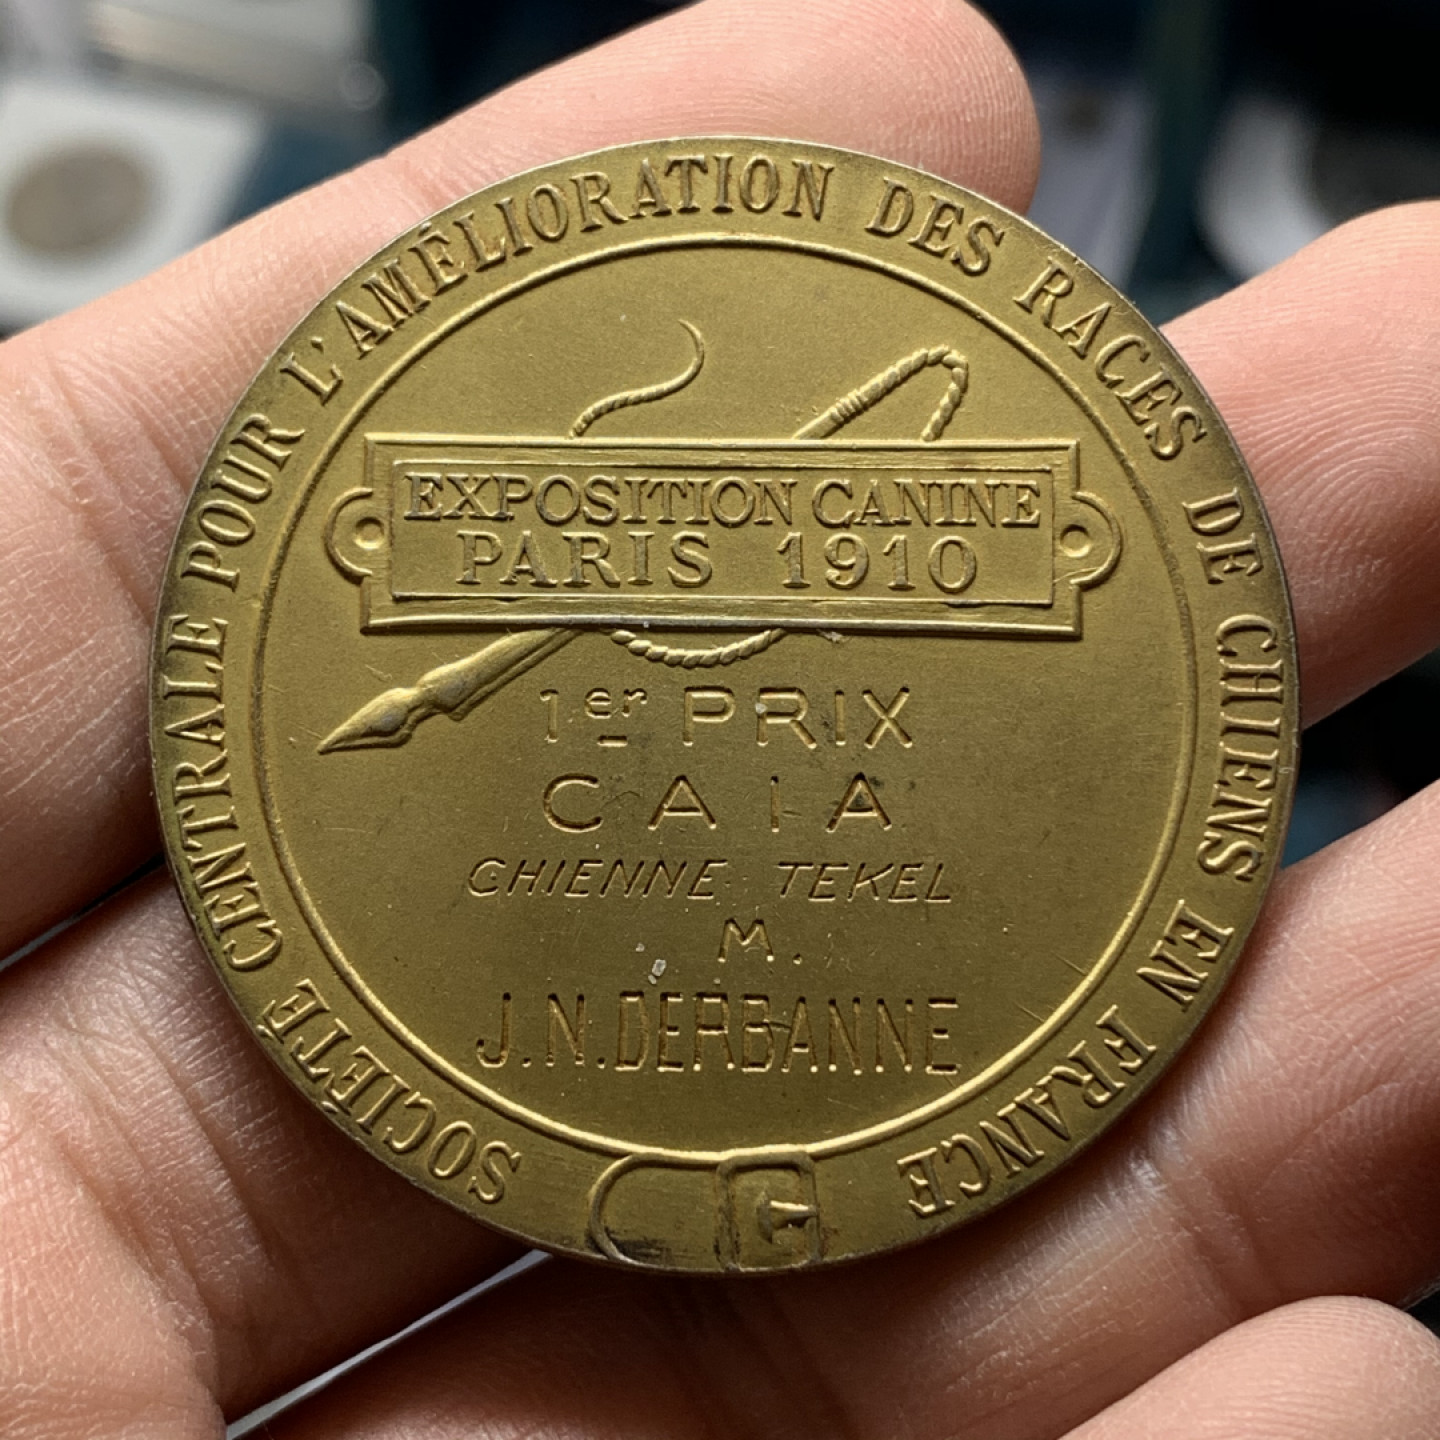 SOCIÉTÉ CENTRALE POUR L'AMÉLIORATION DES RACES DE CHIENS EN FRANCE
EXPOSITION CANINE
PARIS 1910
1er PRIX
CAIA
CHIENNE TEKEL
M.
J.N.DERBANNE